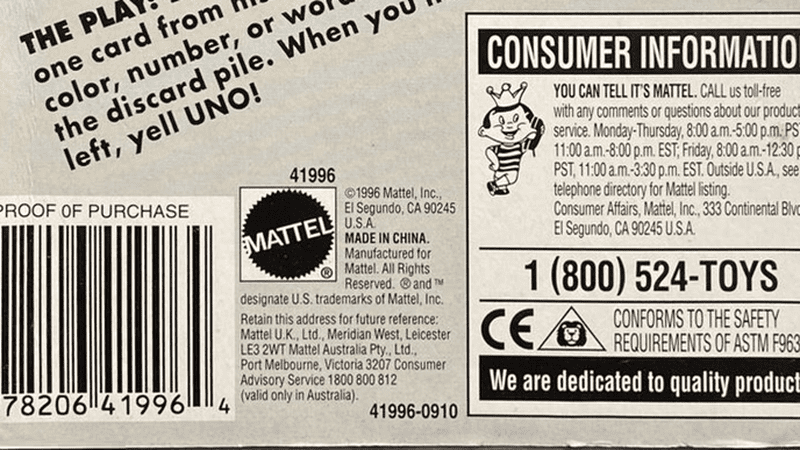 THE PLAY:
one card from
color, number, or
the discard pile. When you
left, yell UNO!
PROOF OF PURCHASE
78206 41996 4
41996
MATTEL
®
©1996 Mattel, Inc.,
El Segundo, CA 90245
U.S.A.
MADE IN CHINA.
Manufactured for
Mattel. All Rights
Reserved. ® and ™
designate U.S. trademarks of Mattel, Inc.
Retain this address for future reference:
Mattel U.K., Ltd., Meridian West, Leicester
LE3 2WT Mattel Australia Pty., Ltd.,
Port Melbourne, Victoria 3207 Consumer
Advisory Service 1800 800 812
(valid only in Australia).
41996-0910
CONSUMER INFORMATIO
YOU CAN TELL IT'S MATTEL. CALL us toll-free
with any comments or questions about our product
service. Monday-Thursday, 8:00 a.m.-5:00 p.m. PST
11:00 a.m.-8:00 p.m. EST; Friday, 8:00 a.m.-12:30 p
PST, 11:00 a.m.-3:30 p.m. EST. Outside U.S.A., see
telephone directory for Mattel listing.
Consumer Affairs, Mattel, Inc., 333 Continental Blvd
El Segundo, CA 90245 U.S.A.
1 (800) 524-TOYS
CE
CONFORMS TO THE SAFETY
REQUIREMENTS OF ASTM F963
We are dedicated to quality product